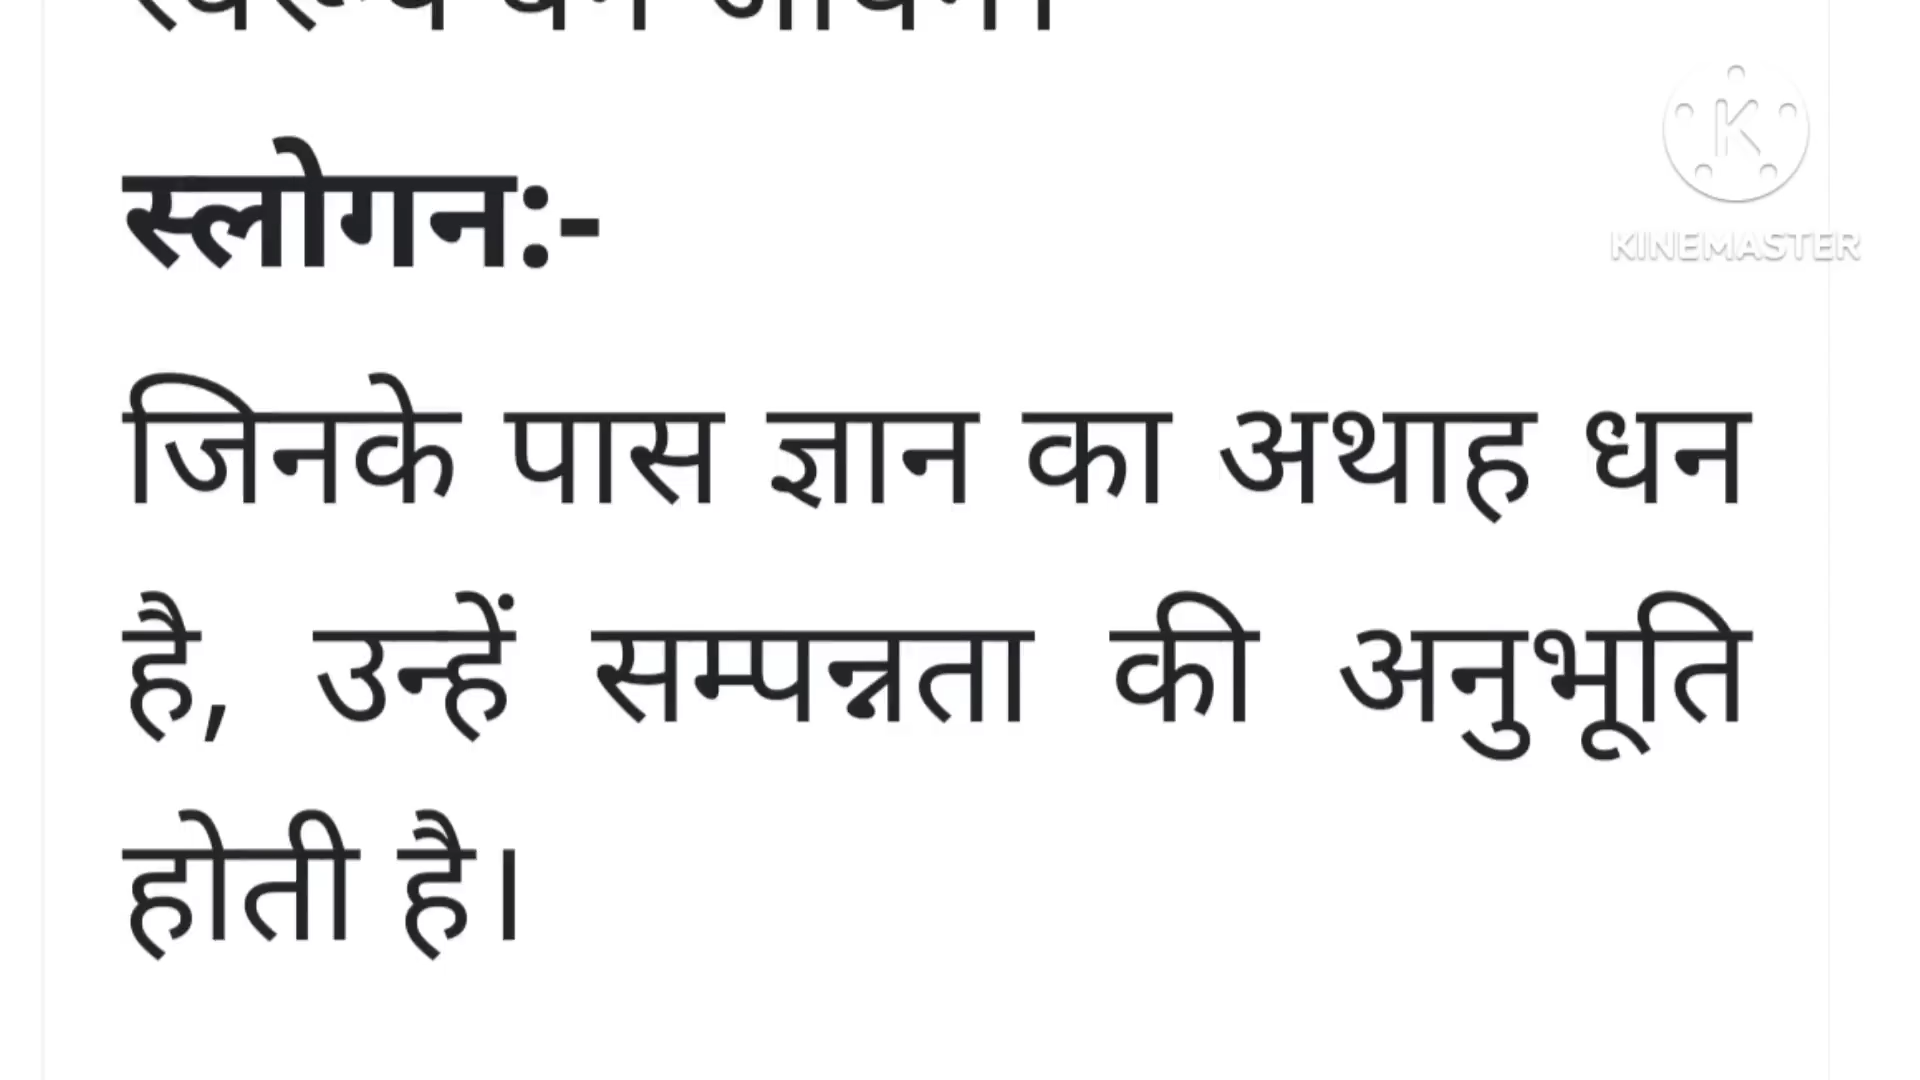 स्लोगन:-
KINEMASTER
जिनके पास ज्ञान का अथाह धन
है, उन्हें सम्पन्नता की अनुभूति
होती है।